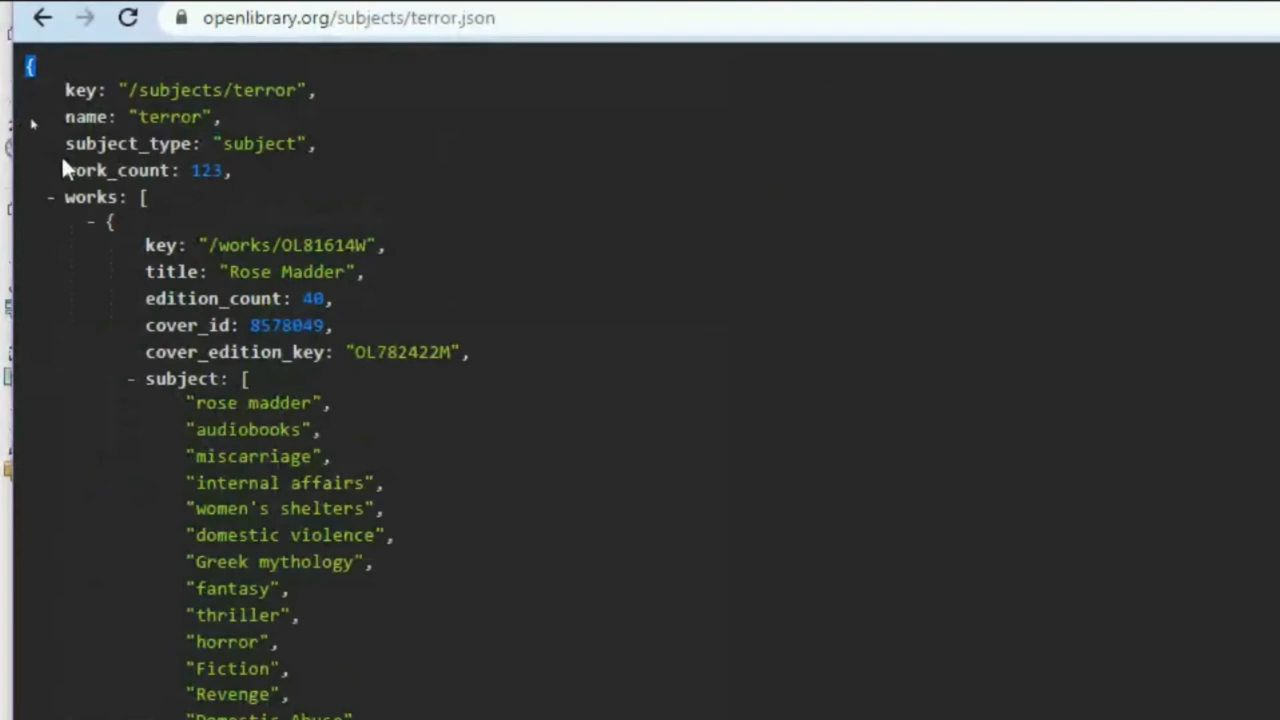 openlibrary.org/subjects/terror.json
{
key: "/subjects/terror",
name: "terror",
subject_type: "subject",
work_count: 123,
- works: [
- {
key: "/works/OL81614W",
title: "Rose Madder",
edition_count: 40,
cover_id: 8578049,
cover_edition_key: "OL782422M",
- subject: [
"rose madder",
"audiobooks",
"miscarriage",
"internal affairs",
"women's shelters",
"domestic violence",
"Greek mythology",
"fantasy",
"thriller",
"horror",
"Fiction",
"Revenge",
"Domestic Abuse"